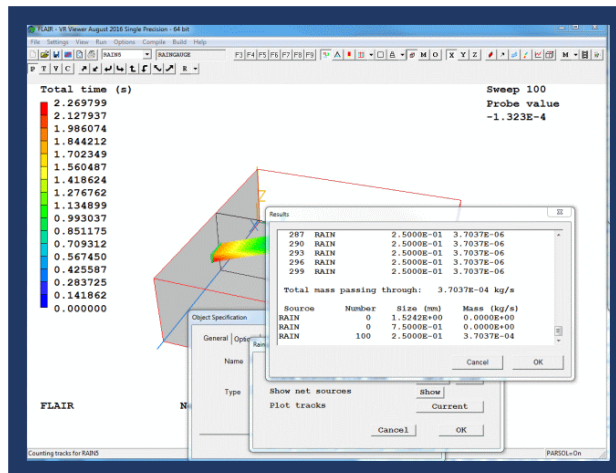 FLAIR - VR Viewer August 2016 Single Precision - 64 bit
File Settings View Run Options Compile Build Help
RAIN5 RAINGAUGE F3 F4 F5 F6 F7 F8 F9 A M O X Y Z M
P T V C R
Total time (s)
2.269799
2.127937
1.986074
1.844212
1.702349
1.560487
1.418624
1.276762
1.134899
0.993037
0.851175
0.709312
0.567450
0.425587
0.283725
0.141862
0.000000
Sweep 100
Probe value
-1.323E-4
Z
Results
287 RAIN 2.5000E-01 3.7037E-06
290 RAIN 2.5000E-01 3.7037E-06
293 RAIN 2.5000E-01 3.7037E-06
296 RAIN 2.5000E-01 3.7037E-06
299 RAIN 2.5000E-01 3.7037E-06
Total mass passing through: 3.7037E-04 kg/s
Source Number Size (mm) Mass (kg/s)
RAIN 0 1.5242E+00 0.0000E+00
RAIN 0 7.5000E-01 0.0000E+00
RAIN 100 2.5000E-01 3.7037E-04
Cancel OK
Object Specification
General Optio
Name
Type
Rain
Show net sources Show
Plot tracks Current
Cancel OK
FLAIR
Counting tracks for RAIN5 PARSOL=On